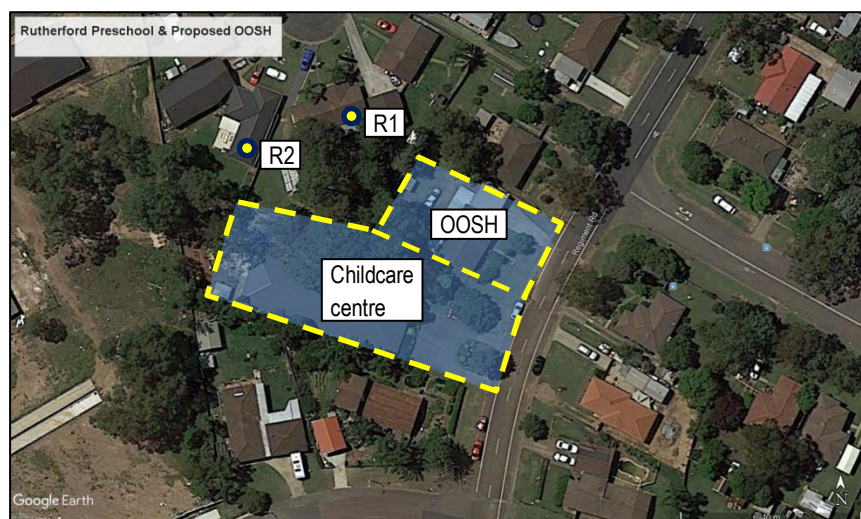 Rutherford Preschool & Proposed OOSH
R1
R2
OOSH
Regiment Rd
Childcare
centre
Google Earth
N